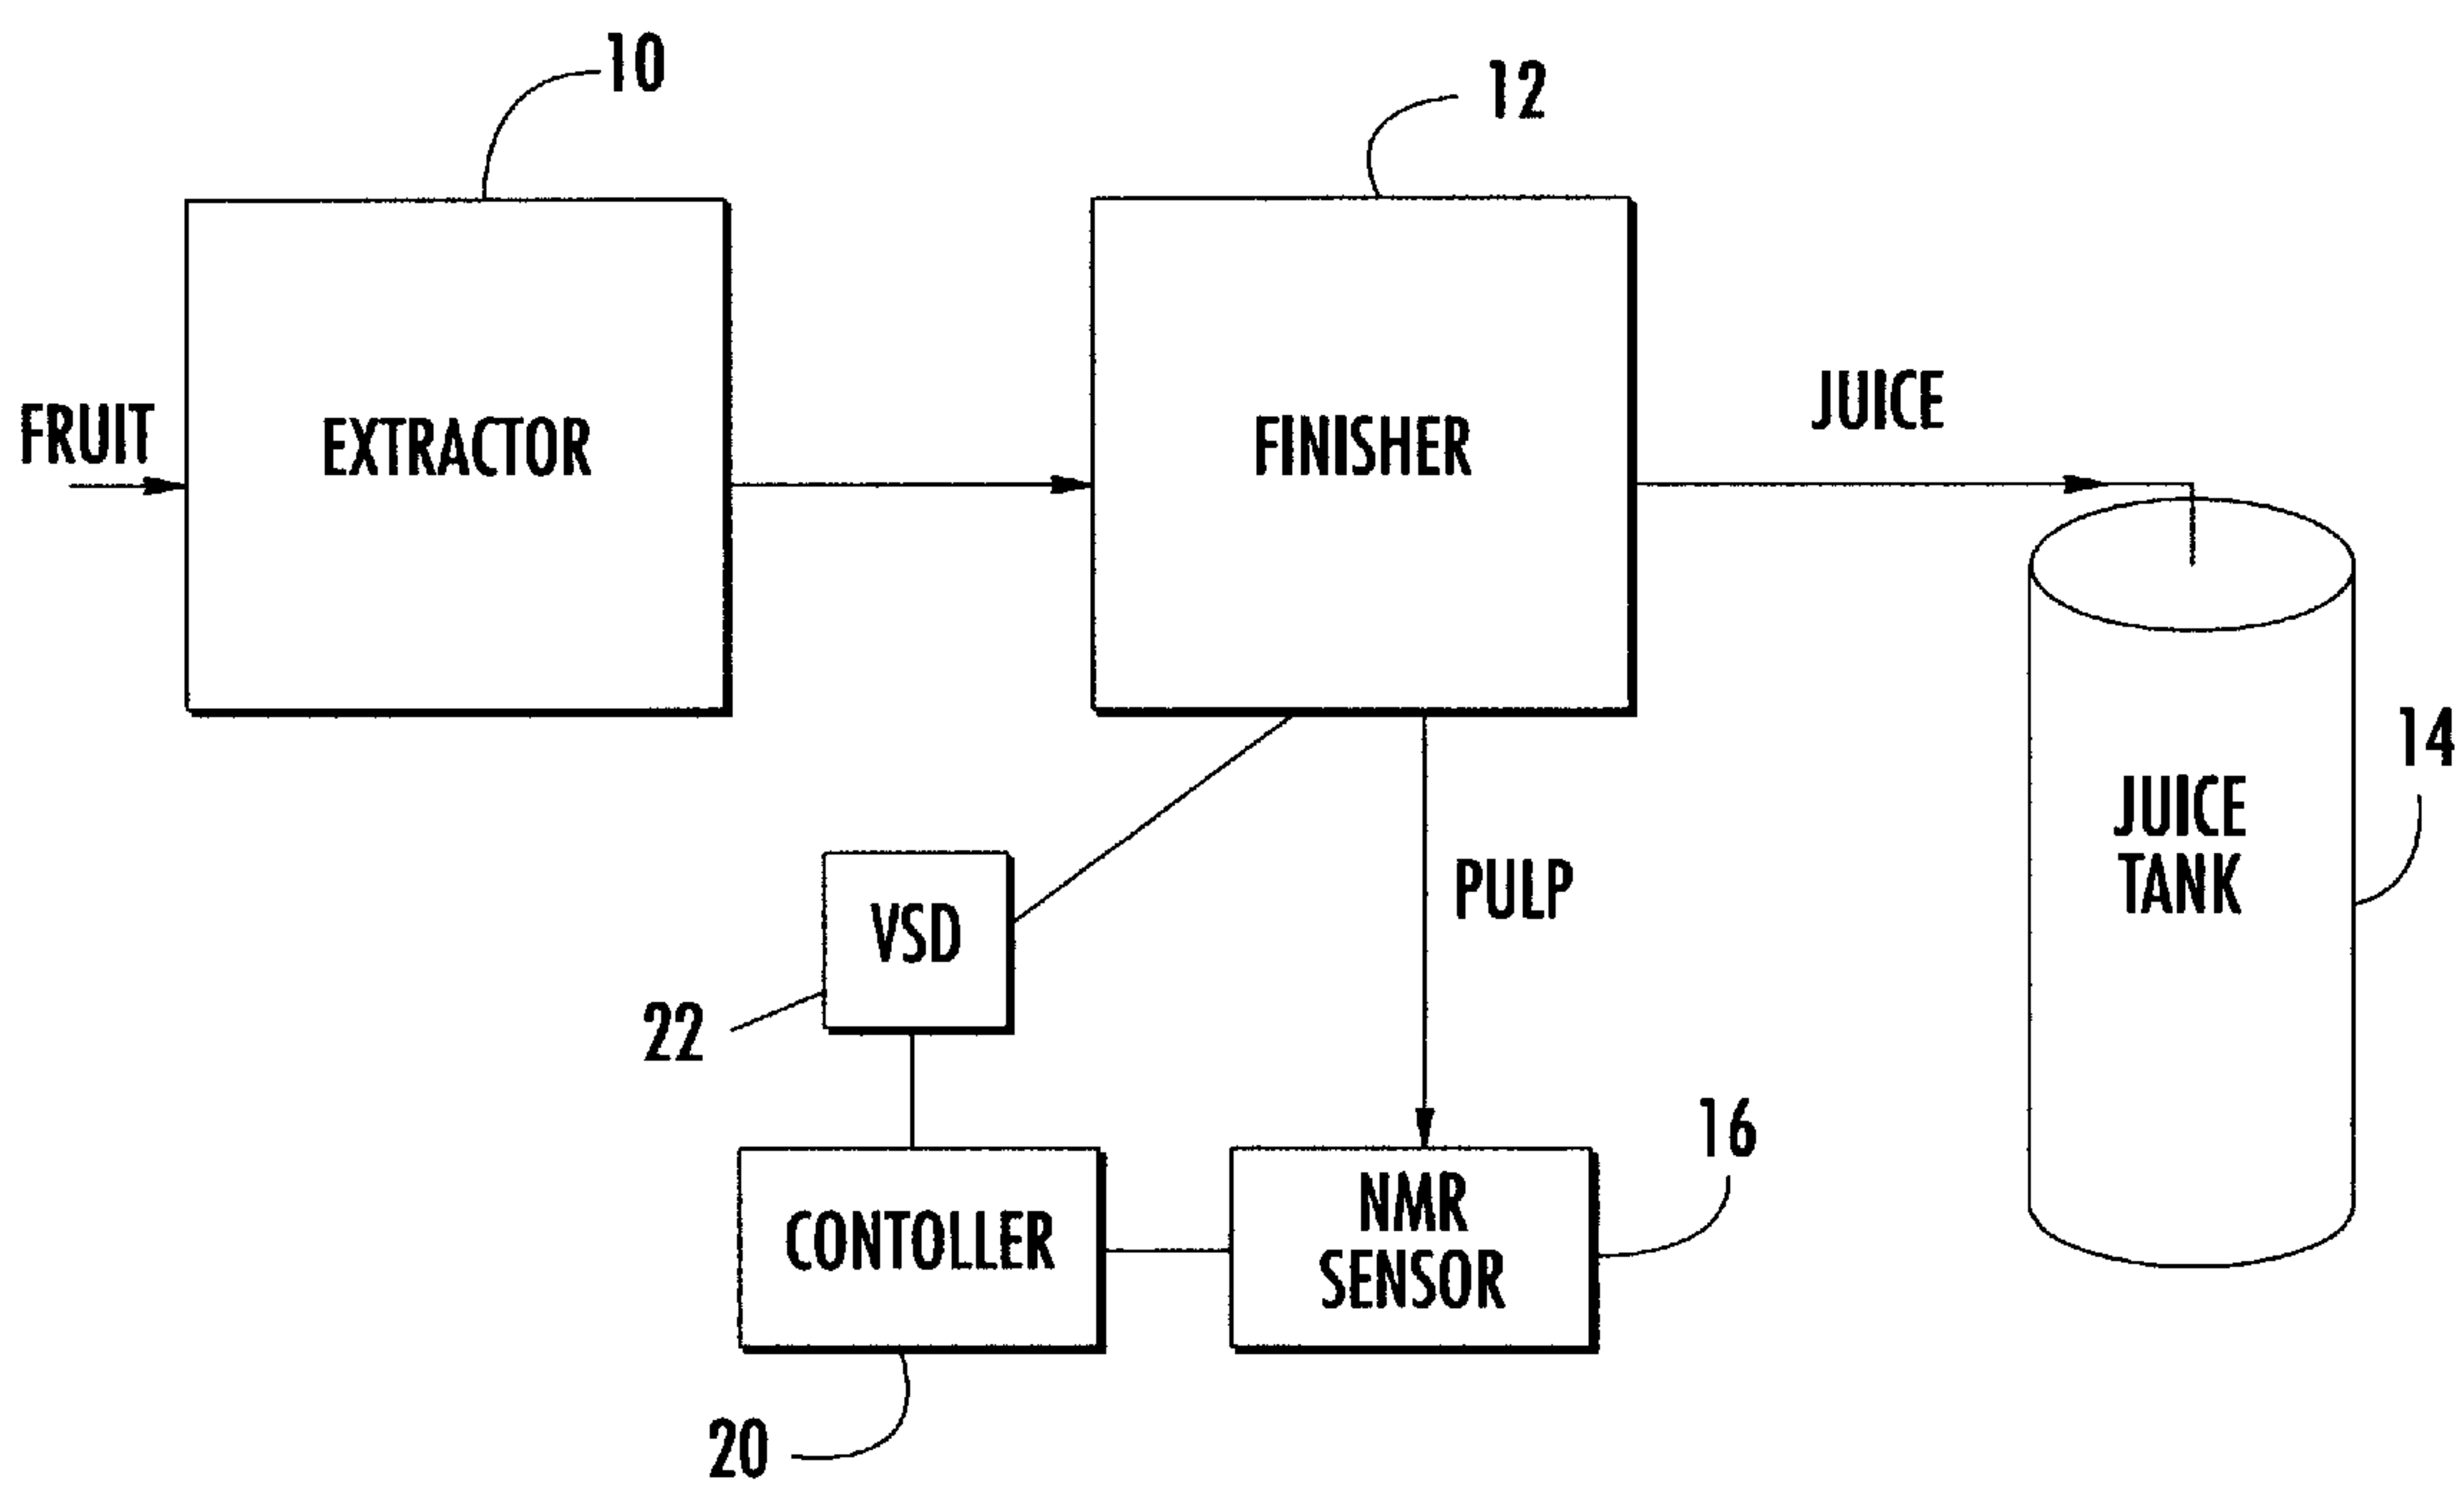 10
12
FRUIT
EXTRACTOR
FINISHER
JUICE
14
JUICE
TANK
PULP
VSD
22
16
CONTOLLER
NMR
SENSOR
20